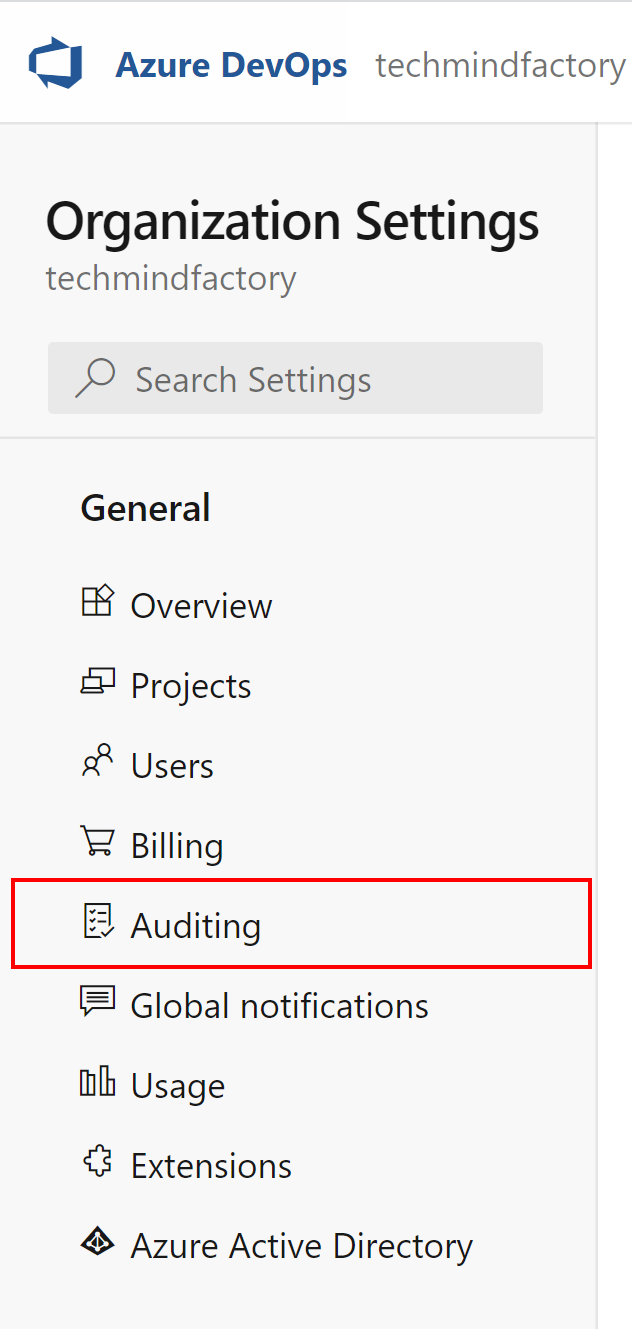 Azure DevOps techmindfactory
Organization Settings
techmindfactory
Search Settings
General
Overview
Projects
Users
Billing
Auditing
Global notifications
Usage
Extensions
Azure Active Directory